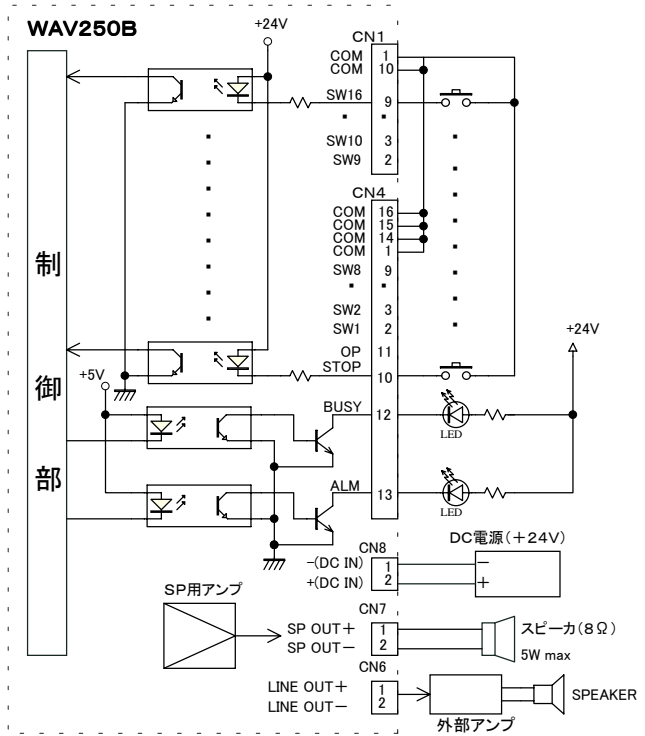 WAV250B
+24V
CN1
COM 1
COM 10
SW16 9
SW10 3
SW9 2
CN4
COM 16
COM 15
COM 14
COM 1
SW8 9
SW2 3
SW1 2
OP 11
STOP 10
+24V
制
御
部
+5V
BUSY 12
LED
ALM 13
LED
CN8
DC電源(+24V)
-(DC IN) 1
+(DC IN) 2
-
+
SP用アンプ
CN7
SP OUT+ 1
SP OUT- 2
スピーカ(8Ω)
5W max
CN6
LINE OUT+ 1
LINE OUT- 2
SPEAKER
外部アンプ